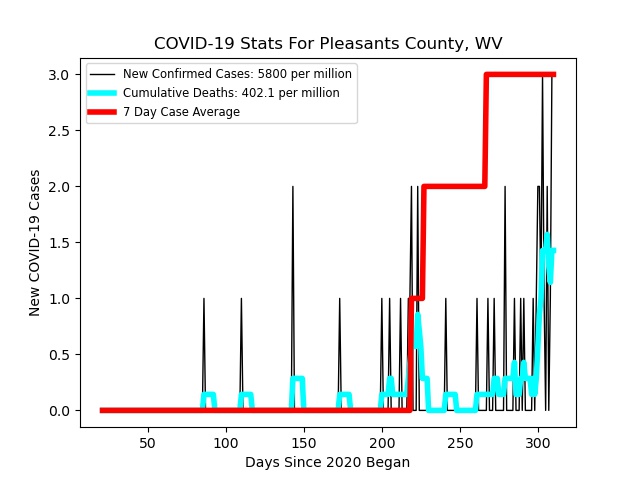 COVID-19 Stats For Pleasants County, WV
New Confirmed Cases: 5800 per million
Cumulative Deaths: 402.1 per million
7 Day Case Average
New COVID-19 Cases
3.0
2.5
2.0
1.5
1.0
0.5
0.0
50 100 150 200 250 300
Days Since 2020 Began